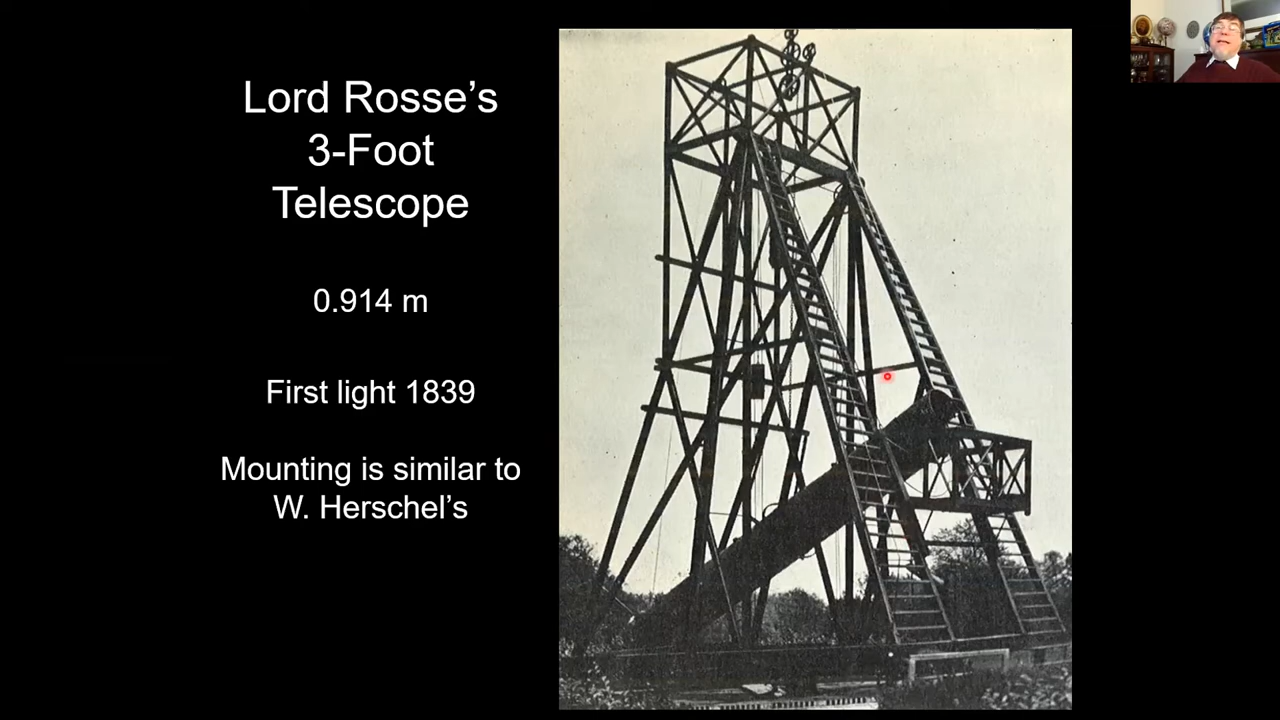 Lord Rosse’s
3-Foot
Telescope
0.914 m
First light 1839
Mounting is similar to
W. Herschel’s